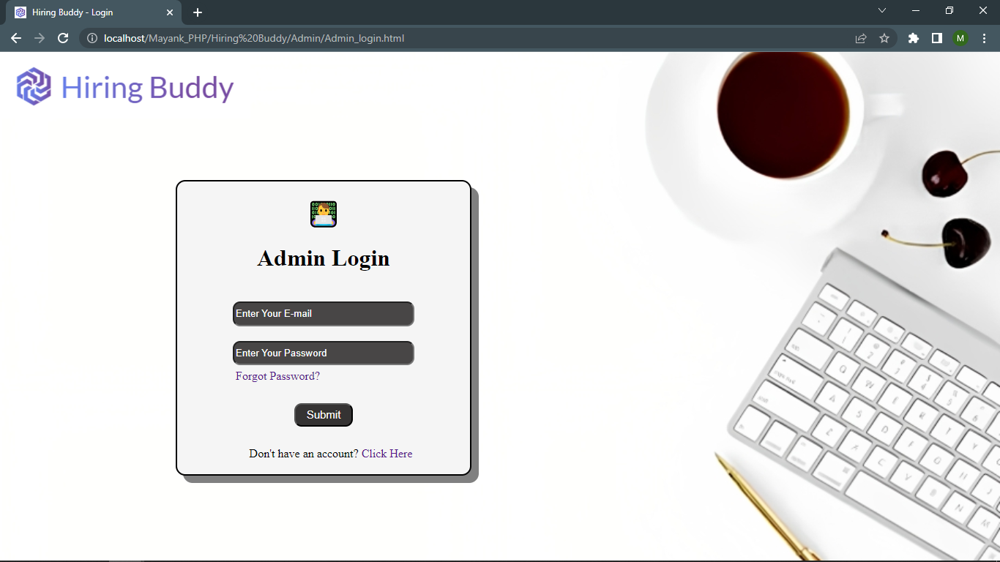 Hiring Buddy - Login
localhost/Mayank_PHP/Hiring%20Buddy/Admin/Admin_login.html
M
Hiring Buddy
Admin Login
Enter Your E-mail
Enter Your Password
Forgot Password?
Submit
Don't have an account? Click Here